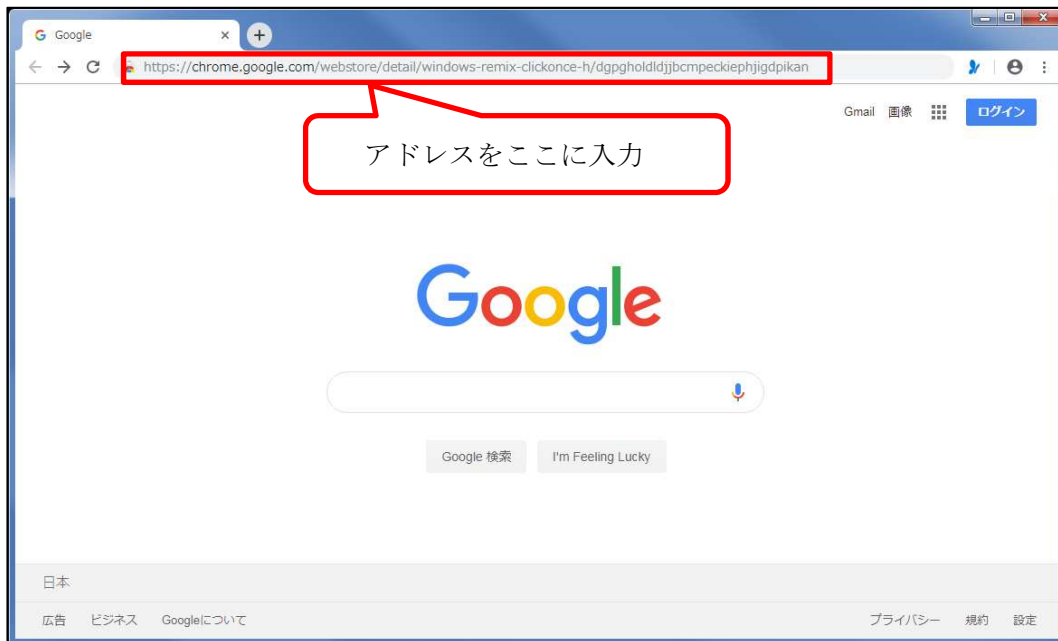 Google
https://chrome.google.com/webstore/detail/windows-remix-clickonce-h/dgpgholdldjjbcmpeckiephjigdpikan
Gmail 画像 ログイン
アドレスをここに入力
Google
Google 検索 I'm Feeling Lucky
日本
広告 ビジネス Googleについて プライバシー 規約 設定